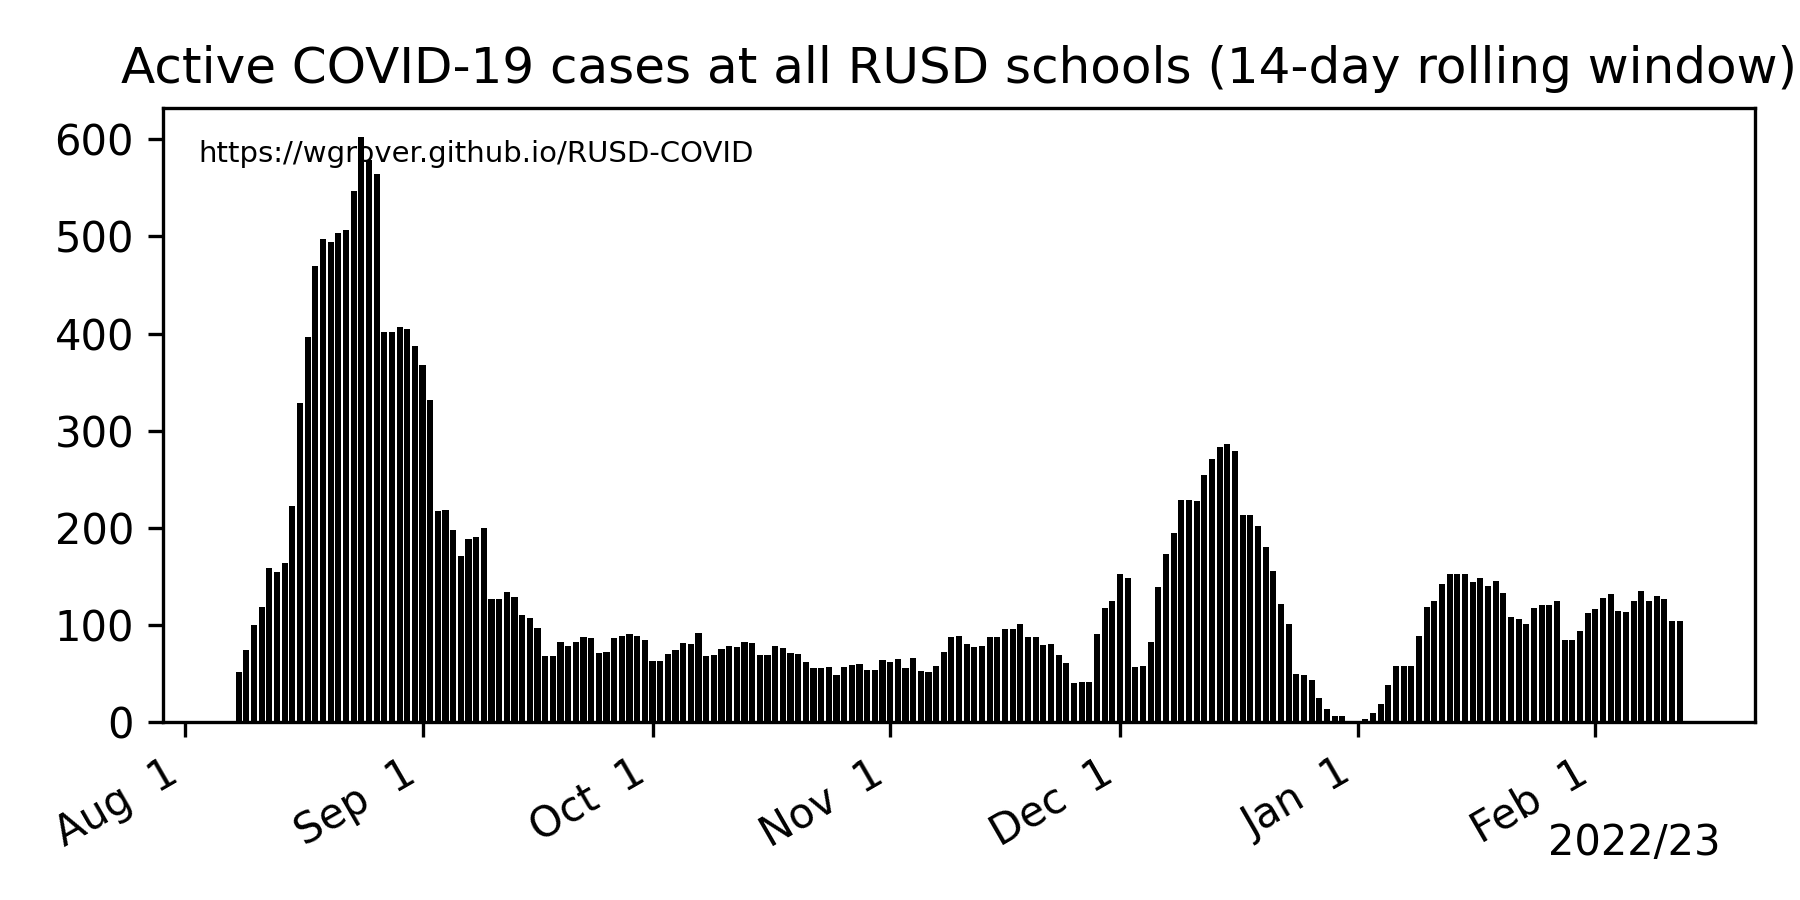 Active COVID-19 cases at all RUSD schools (14-day rolling window)
600
https://wgrover.github.io/RUSD-COVID
500
400
300
200
100
0
Aug 1
Sep 1
Oct 1
Nov 1
Dec 1
Jan 1
Feb 1
2022/23